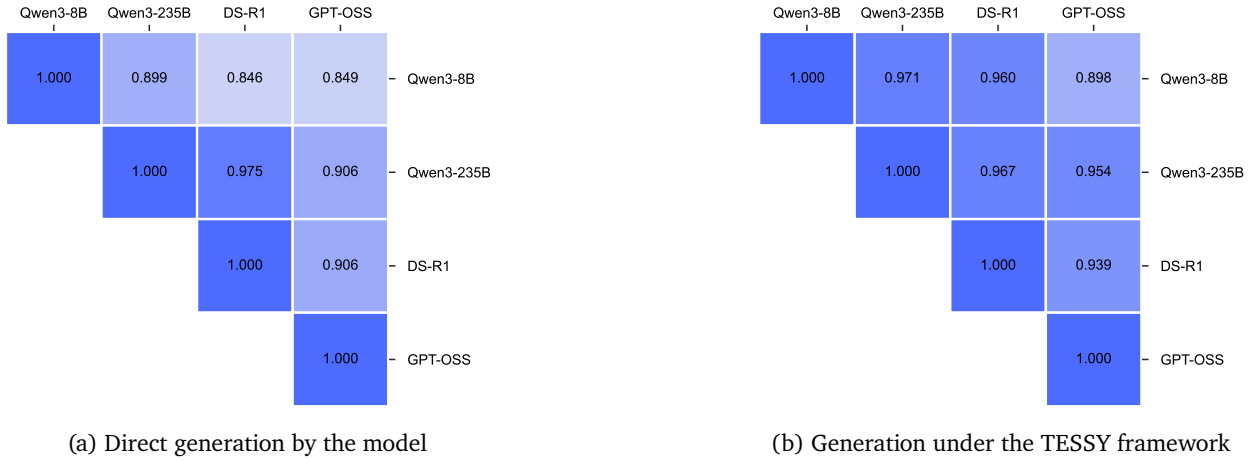 Qwen3-8B Qwen3-235B DS-R1 GPT-OSS
1.000 0.899 0.846 0.849 Qwen3-8B
1.000 0.975 0.906 Qwen3-235B
1.000 0.906 DS-R1
1.000 GPT-OSS
(a) Direct generation by the model
Qwen3-8B Qwen3-235B DS-R1 GPT-OSS
1.000 0.971 0.960 0.898 Qwen3-8B
1.000 0.967 0.954 Qwen3-235B
1.000 0.939 DS-R1
1.000 GPT-OSS
(b) Generation under the TESSY framework